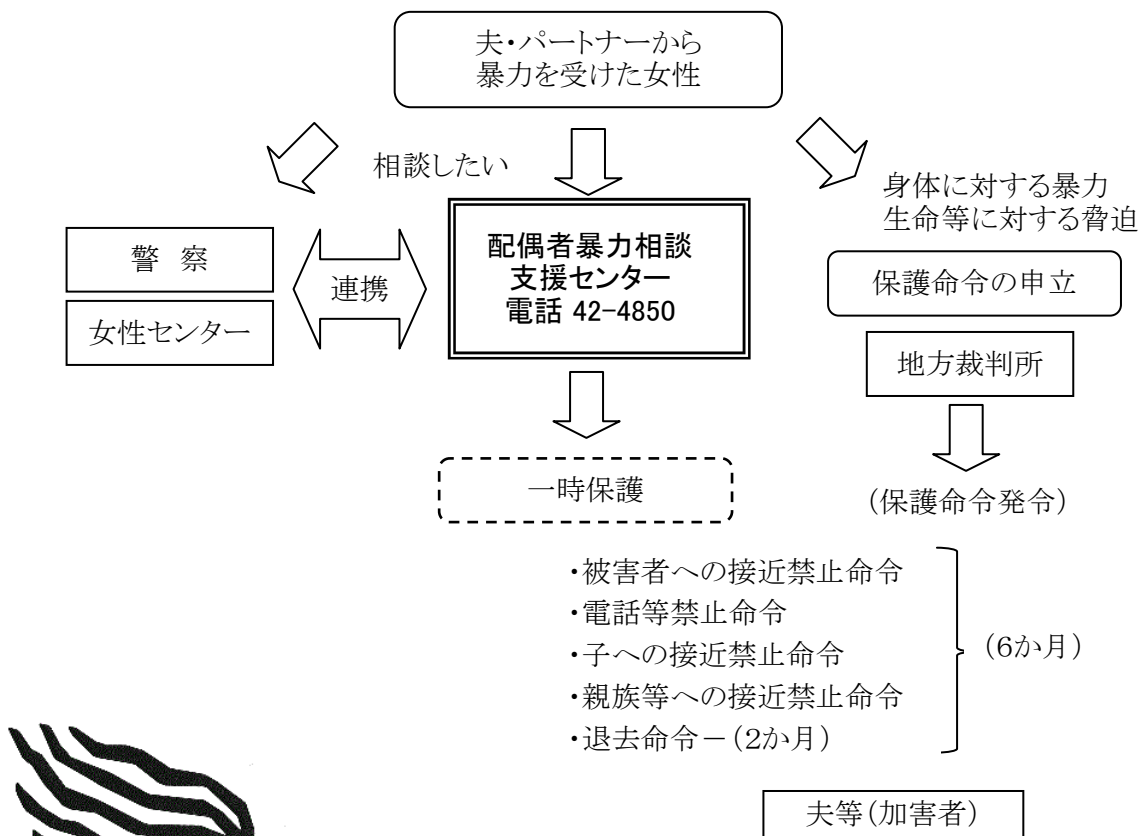 夫・パートナーから
暴力を受けた女性
相談したい
身体に対する暴力
生命等に対する脅迫
警 察
女性センター
連携
配偶者暴力相談
支援センター
電話 42-4850
保護命令の申立
地方裁判所
一時保護
(保護命令発令)
・被害者への接近禁止命令
・電話等禁止命令
・子への接近禁止命令
・親族等への接近禁止命令
・退去命令-(2か月)
(6か月)
夫等(加害者)